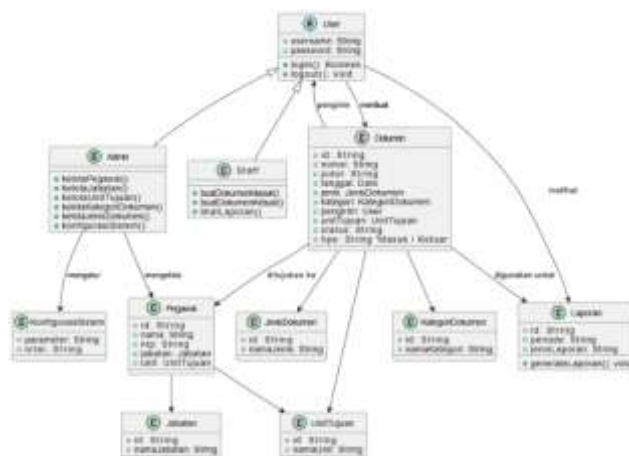 User
username: String
password: String
login(): Boolean
logout(): void
pengirim
membuat
melihat
Admin
kelolaPegawai()
kelolaJabatan()
kelolaUnitTujuan()
kelolaKategoriDokumen()
kelolaJenisDokumen()
konfigurasiSistem()
Staff
buatDokumenMasuk()
buatDokumenKeluar()
Dokumen
id: String
nomor: String
judul: String
tanggal: Date
jenis: JenisDokumen
kategori: KategoriDokumen
pengirim: User
unitTujuan: UnitTujuan
status: String
tipe: String "Masuk / Keluar
mengatur
mengelola
ditujukan ke
digunakan untuk
KonfigurasiSistem
parameter: String
nilai: String
Pegawai
id: String
nama: String
nip: String
jabatan: Jabatan
unit: UnitTujuan
JenisDokumen
id: String
namaJenis: String
KategoriDokumen
id: String
namaKategori: String
Laporan
id: String
periode: String
jenisLaporan: String
generateLaporan(): void
Jabatan
id: String
namaJabatan: String
UnitTujuan
id: String
namaUnit: String